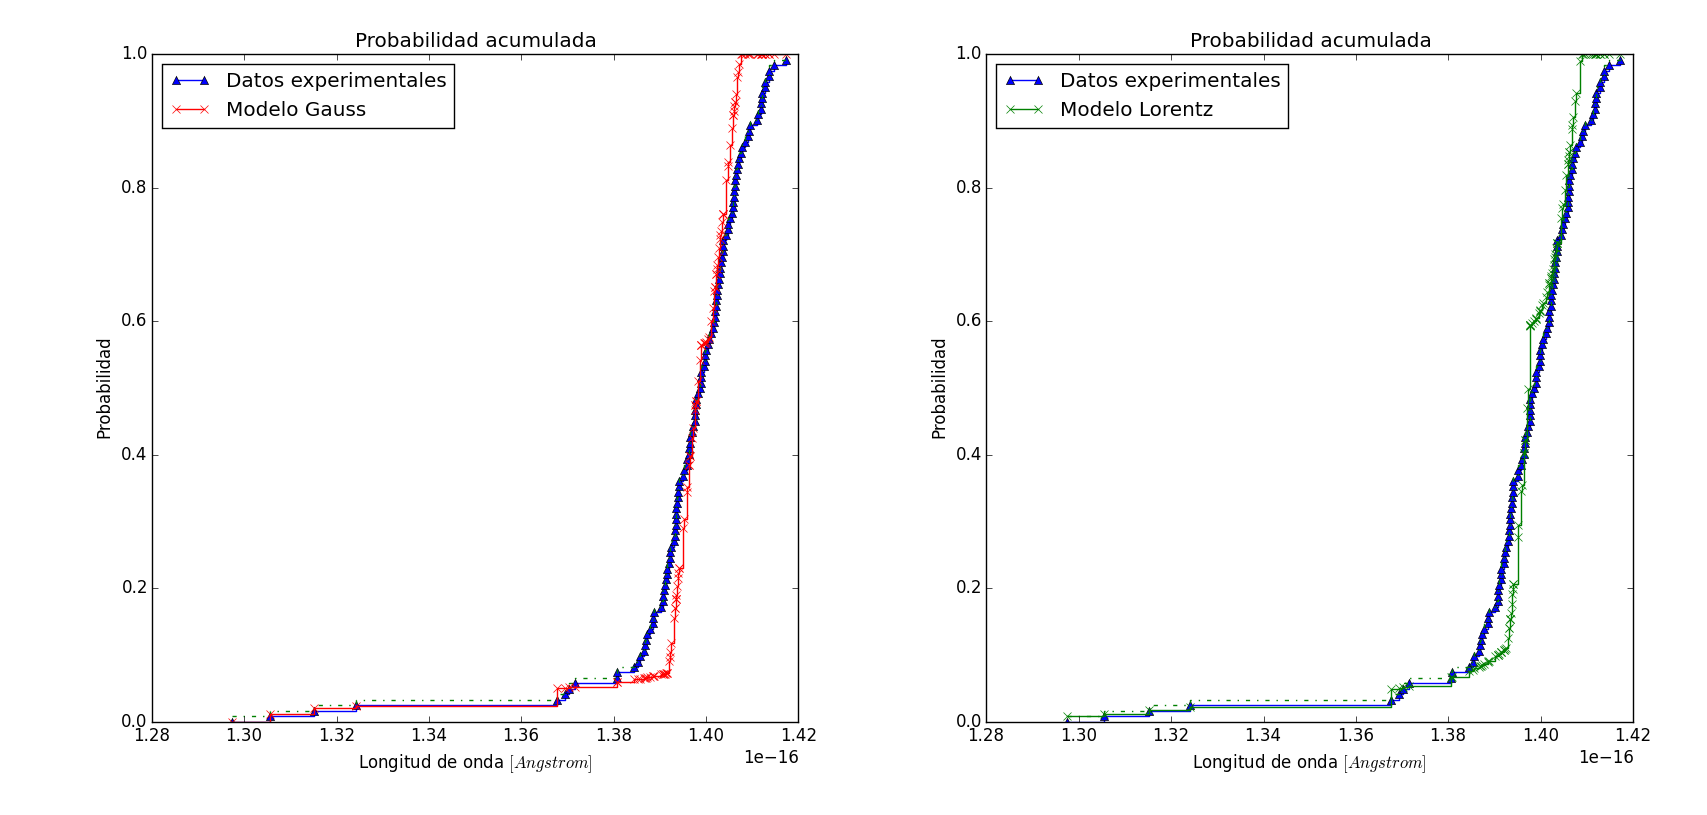 Probabilidad acumulada
Datos experimentales
Modelo Gauss
1.0
0.8
0.6
0.4
0.2
0.0
Probabilidad
1.28 1.30 1.32 1.34 1.36 1.38 1.40 1.42
1e−16
Longitud de onda [Angstrom]
Probabilidad acumulada
Datos experimentales
Modelo Lorentz
1.0
0.8
0.6
0.4
0.2
0.0
Probabilidad
1.28 1.30 1.32 1.34 1.36 1.38 1.40 1.42
1e−16
Longitud de onda [Angstrom]